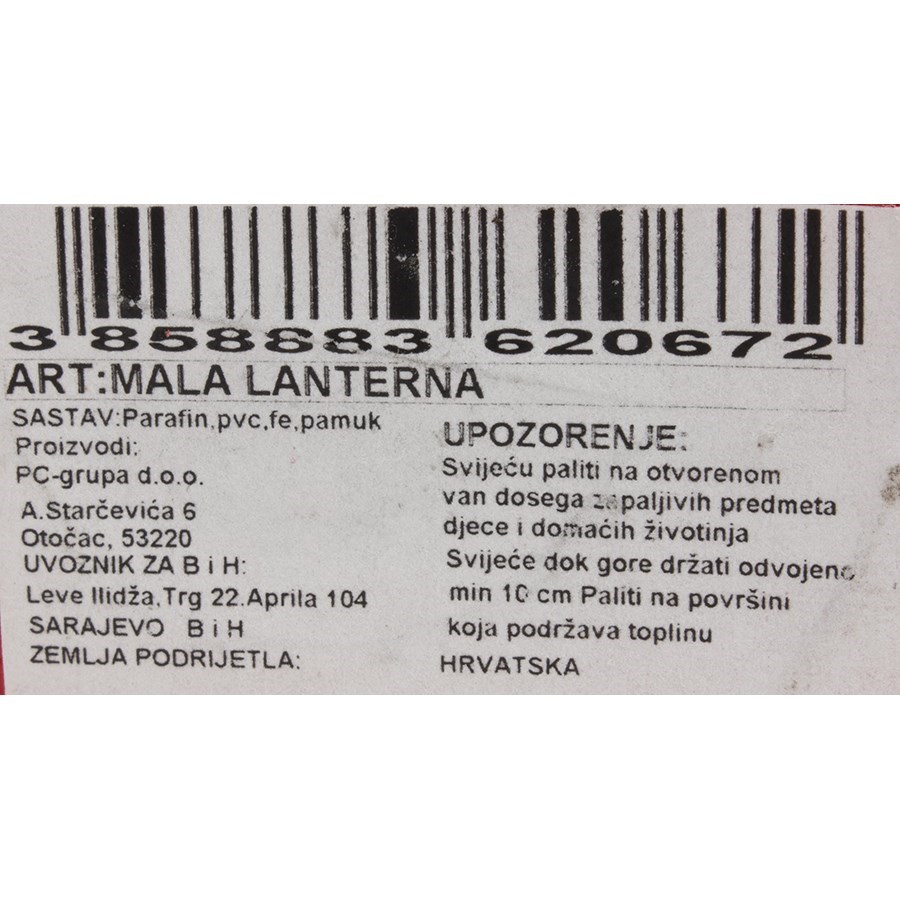 3 858883 620672
ART:MALA LANTERNA
SASTAV:Parafin,pvc,fe,pamuk
Proizvodi:
PC-grupa d.o.o.
A.Starčevića 6
Otočac, 53220
UVOZNIK ZA B i H:
Leve Ilidža,Trg 22.Aprila 104
SARAJEVO B i H
ZEMLJA PODRIJETLA:
UPOZORENJE:
Svijeću paliti na otvorenom
van dosega zapaljivih predmeta
djece i domaćih životinja
Svijeće dok gore držati odvojeno
min 10 cm Paliti na površini
koja podržava toplinu
HRVATSKA